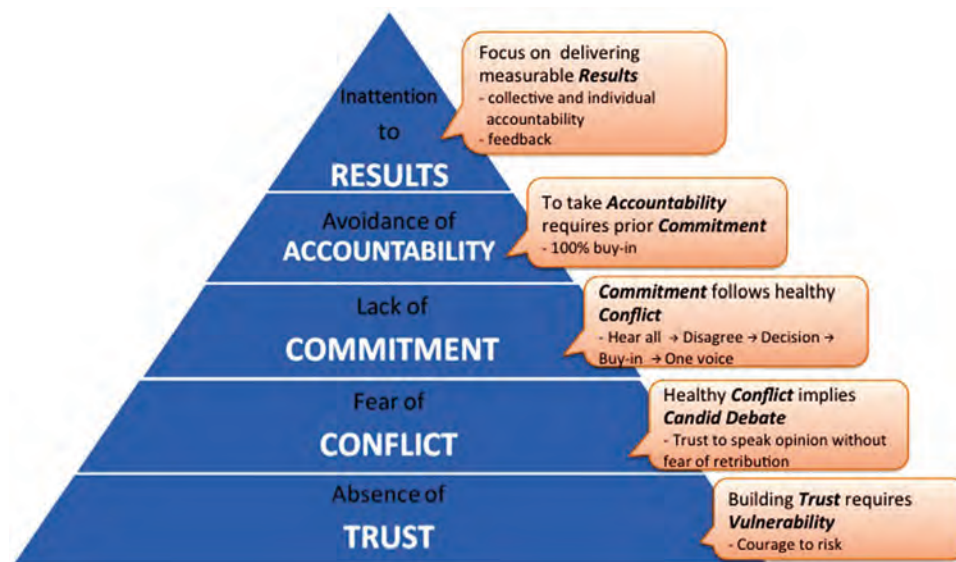 Inattention
to
RESULTS
Focus on delivering
measurable Results
- collective and individual
accountability
- feedback
Avoidance of
ACCOUNTABILITY
To take Accountability
requires prior Commitment
- 100% buy-in
Lack of
COMMITMENT
Commitment follows healthy
Conflict
- Hear all → Disagree → Decision →
Buy-in → One voice
Fear of
CONFLICT
Healthy Conflict implies
Candid Debate
- Trust to speak opinion without
fear of retribution
Absence of
TRUST
Building Trust requires
Vulnerability
- Courage to risk